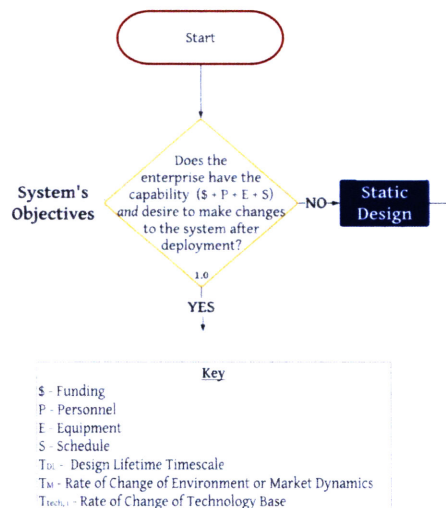 Start
Does the
enterprise have the
capability ($ + P + E + S)
and desire to make changes
to the system after
deployment?
1.0
System's
Objectives
NO
Static
Design
YES
Key
$ - Funding
P - Personnel
E - Equipment
S - Schedule
TDL - Design Lifetime Timescale
TM - Rate of Change of Environment or Market Dynamics
Ttech, i - Rate of Change of Technology Base